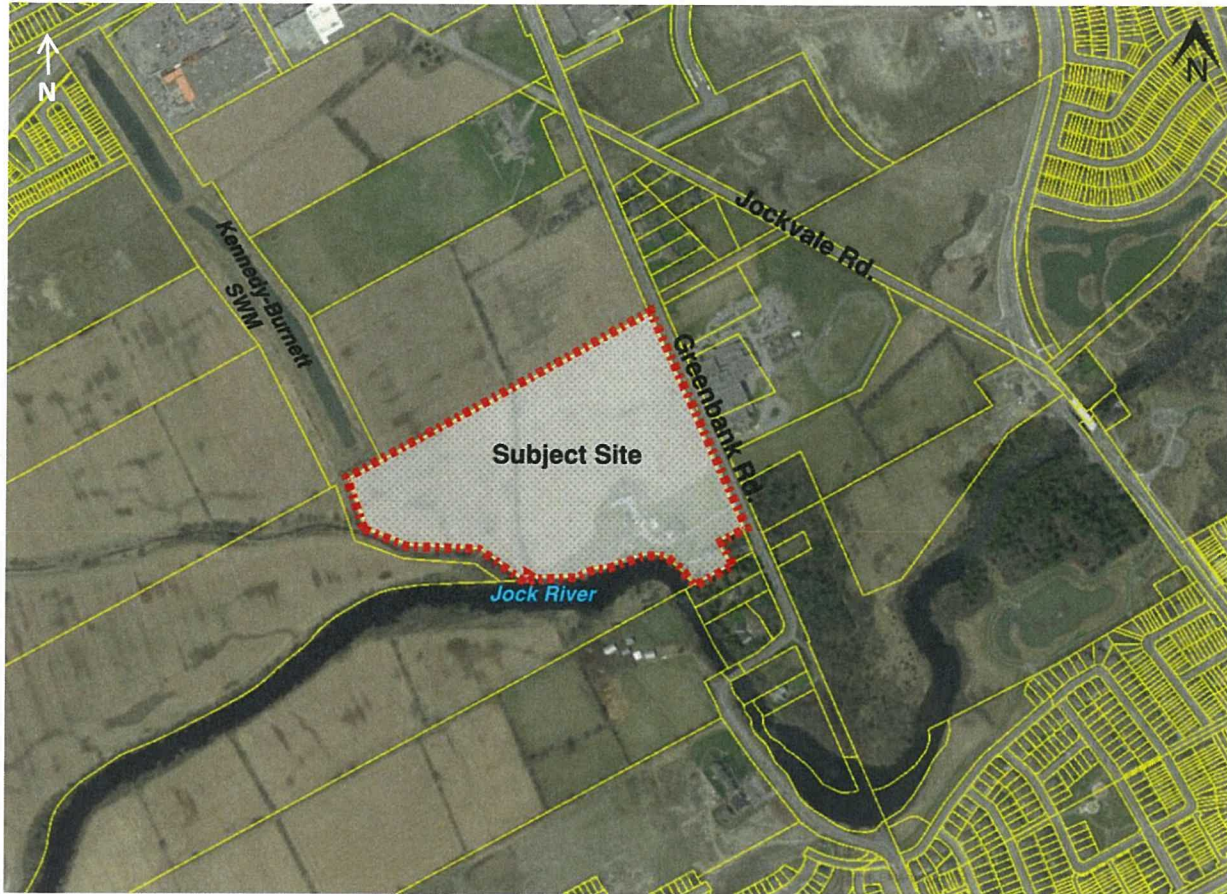 N
N
Jockvale Rd.
Kennedy-Burnett
SWM
Greenbank Rd.
Subject Site
Jock River